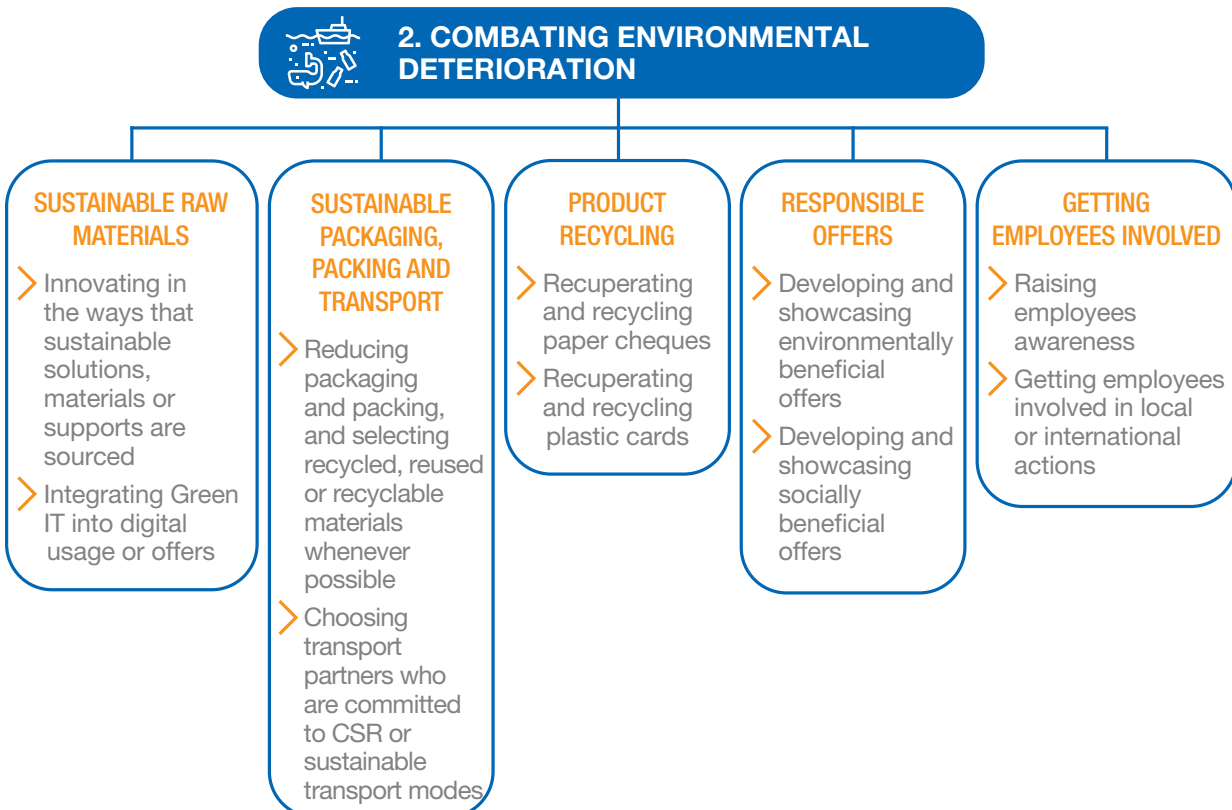 2. COMBATING ENVIRONMENTAL
DETERIORATION
SUSTAINABLE RAW
MATERIALS
Innovating in
the ways that
sustainable
solutions,
materials or
supports are
sourced
Integrating Green
IT into digital
usage or offers
SUSTAINABLE
PACKAGING,
PACKING AND
TRANSPORT
Reducing
packaging
and packing,
and selecting
recycled, reused
or recyclable
materials
whenever
possible
Choosing
transport
partners who
are committed
to CSR or
sustainable
transport modes
PRODUCT
RECYCLING
Recuperating
and recycling
paper cheques
Recuperating
and recycling
plastic cards
RESPONSIBLE
OFFERS
Developing and
showcasing
environmentally
beneficial
offers
Developing and
showcasing
socially
beneficial
offers
GETTING
EMPLOYEES INVOLVED
Raising
employees
awareness
Getting employees
involved in local
or international
actions